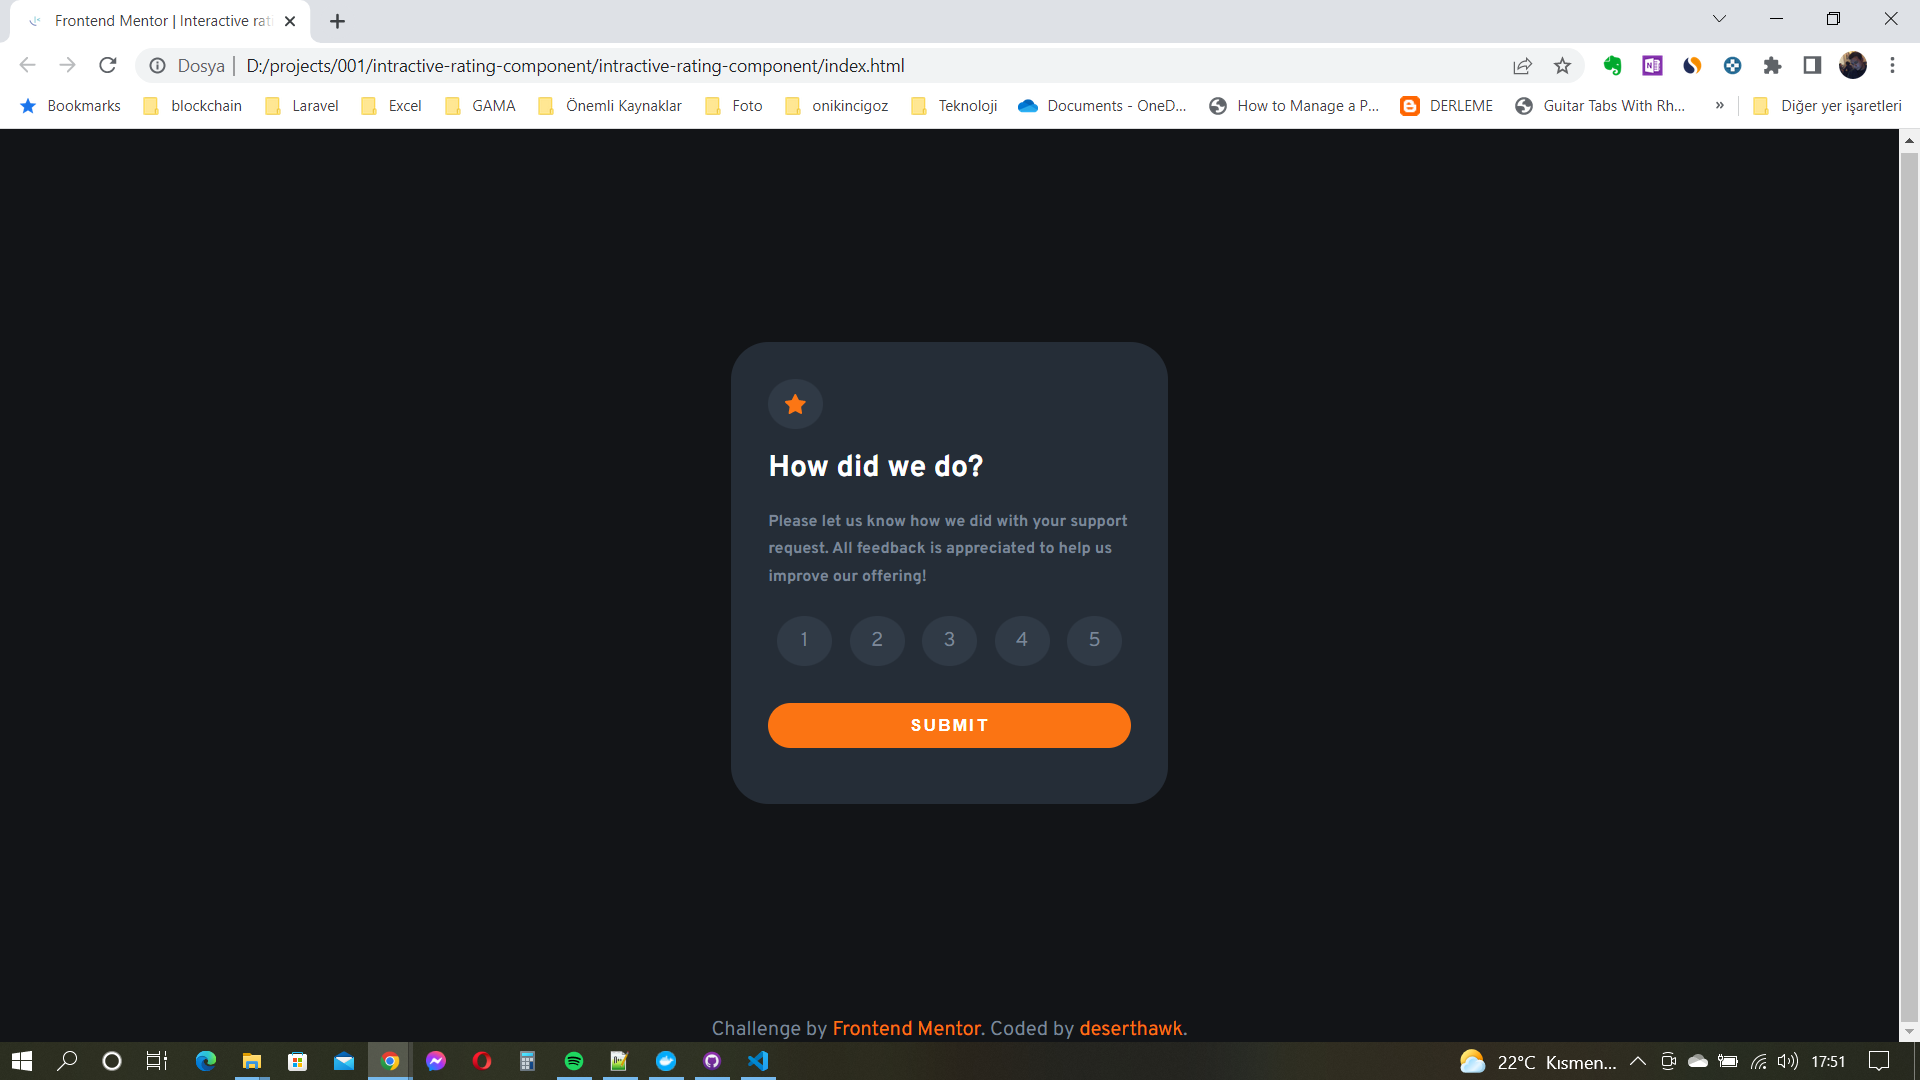 Frontend Mentor | Interactive rati
Dosya | D:/projects/001/intractive-rating-component/intractive-rating-component/index.html
Bookmarks blockchain Laravel Excel GAMA Önemli Kaynaklar Foto onikincigoz Teknoloji Documents - OneD... How to Manage a P... DERLEME Guitar Tabs With Rh... » Diğer yer işaretleri
How did we do?
Please let us know how we did with your support
request. All feedback is appreciated to help us
improve our offering!
1 2 3 4 5
SUBMIT
Challenge by Frontend Mentor. Coded by deserthawk.
22°C Kısmen... 17:51